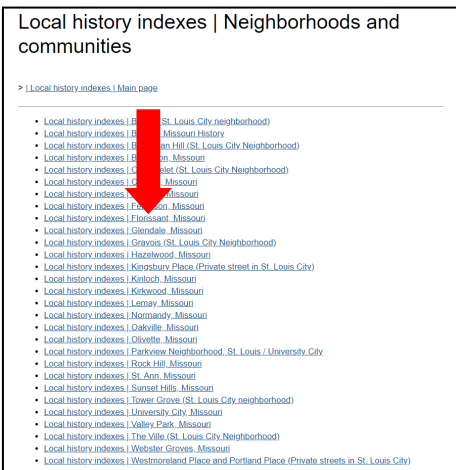 Local history indexes | Neighborhoods and
communities
> | Local history indexes | Main page
Local history indexes | (St. Louis City neighborhood)
Local history indexes | Missouri History
Local history indexes | Hill (St. Louis City Neighborhood)
Local history indexes | Missouri
Local history indexes | (St. Louis City Neighborhood)
Local history indexes | Missouri
Local history indexes | Missouri
Local history indexes | Missouri
Local history indexes | Florissant, Missouri
Local history indexes | Glendale, Missouri
Local history indexes | Gravois (St. Louis City Neighborhood)
Local history indexes | Hazelwood, Missouri
Local history indexes | Kingsbury Place (Private street in St. Louis City)
Local history indexes | Kinloch, Missouri
Local history indexes | Kirkwood, Missouri
Local history indexes | Lemay, Missouri
Local history indexes | Normandy, Missouri
Local history indexes | Oakville, Missouri
Local history indexes | Olivette, Missouri
Local history indexes | Parkview Neighborhood, St. Louis / University City
Local history indexes | Rock Hill, Missouri
Local history indexes | St. Ann, Missouri
Local history indexes | Sunset Hills, Missouri
Local history indexes | Tower Grove (St. Louis City neighborhood)
Local history indexes | University City, Missouri
Local history indexes | Valley Park, Missouri
Local history indexes | The Ville (St. Louis City Neighborhood)
Local history indexes | Webster Groves, Missouri
Local history indexes | Westmoreland Place and Portland Place (Private streets in St. Louis City)